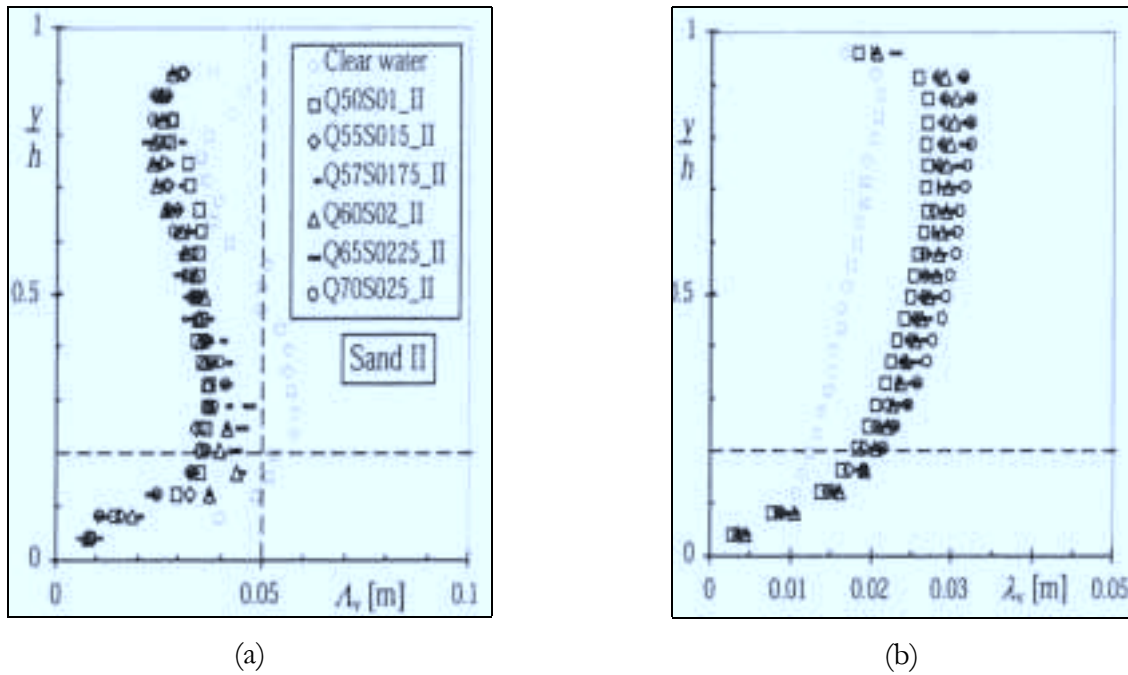 1
y
h
0.5
0
0
0.05
Λᵥ [m]
0.1
Clear water
Q50S01_II
Q55S015_II
Q57S0175_II
Q60S02_II
Q65S0225_II
Q70S025_II
Sand II
(a)
1
y
h
0.5
0
0
0.01
0.02
0.03
λᵥ [m]
0.05
(b)